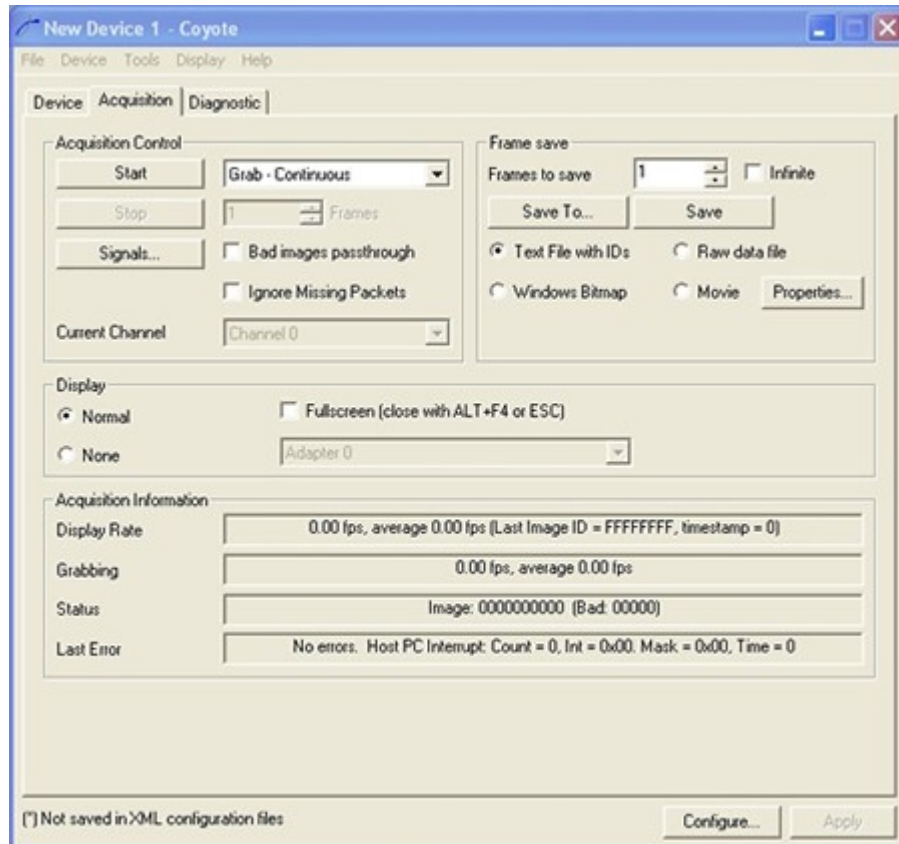 New Device 1 - Coyote
File Device Tools Display Help
Device Acquisition Diagnostic
Acquisition Control
Start Grab - Continuous
Stop 1 Frames
Signals... Bad images passthrough
Ignore Missing Packets
Current Channel Channel 0
Frame save
Frames to save 1 Infinite
Save To... Save
Text File with IDs Raw data file
Windows Bitmap Movie Properties...
Display
Normal Fullscreen (close with ALT+F4 or ESC)
None Adapter 0
Acquisition Information
Display Rate 0.00 fps, average 0.00 fps (Last Image ID = FFFFFFFF, timestamp = 0)
Grabbing 0.00 fps, average 0.00 fps
Status Image: 0000000000 (Bad: 00000)
Last Error No errors. Host PC Interrupt: Count = 0, Int = 0x00. Mask = 0x00, Time = 0
(*) Not saved in XML configuration files Configure... Apply